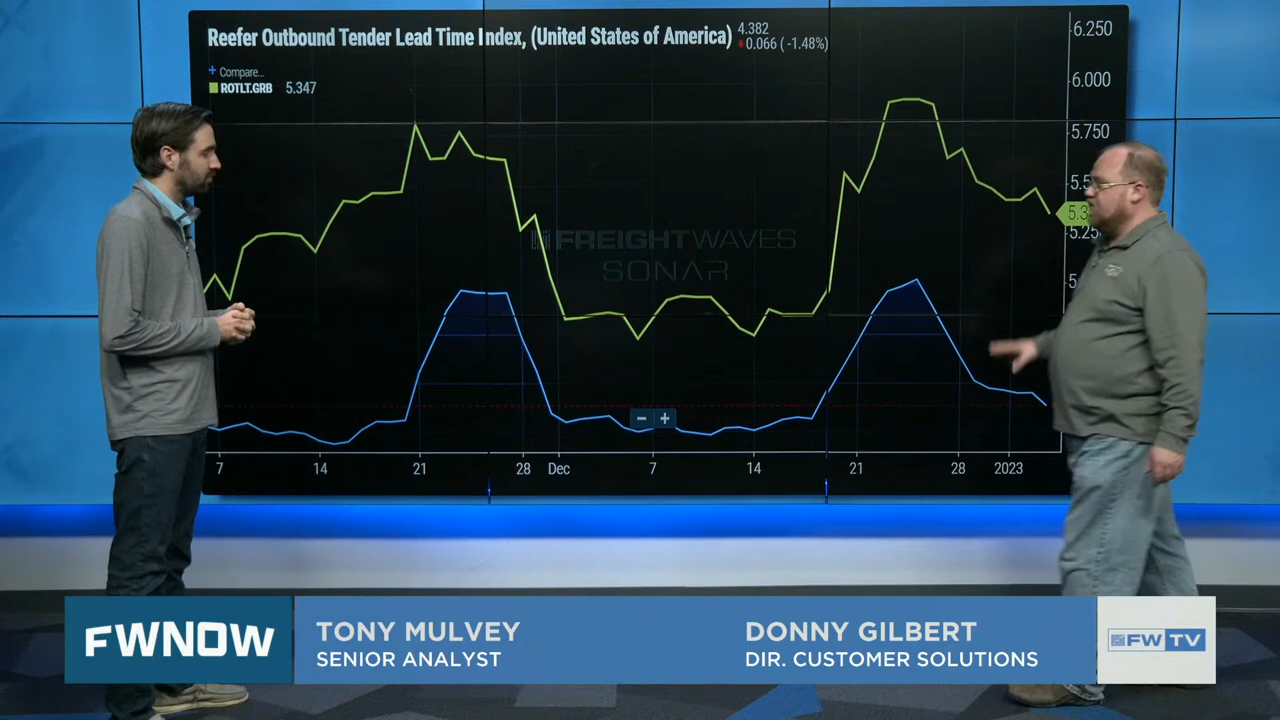 Reefer Outbound Tender Lead Time Index, (United States of America)
4.382
0.066 (-1.48%)
+ Compare...
ROTLT.GRB 5.347
6.250
6.000
5.750
5.25
FREIGHTWAVES
SONAR
− +
7 14 21 28 Dec 7 14 21 28 2023
FWNOW
TONY MULVEY
SENIOR ANALYST
DONNY GILBERT
DIR. CUSTOMER SOLUTIONS
FWTV